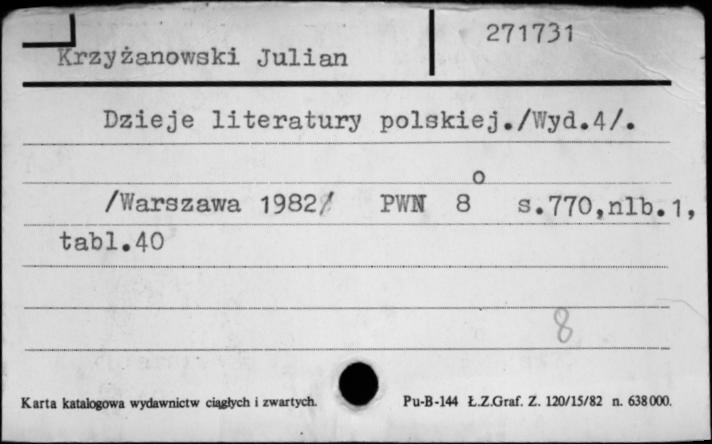 271731
Krzyżanowski Julian
Dzieje literatury polskiej./Wyd.4/.
/Warszawa 1982/ PWN 8° s.770,nlb.1,
tabl.40
8
Karta katalogowa wydawnictw ciągłych i zwartych. Pu-B-144 Ł.Z.Graf. Z. 120/15/82 n. 638000.